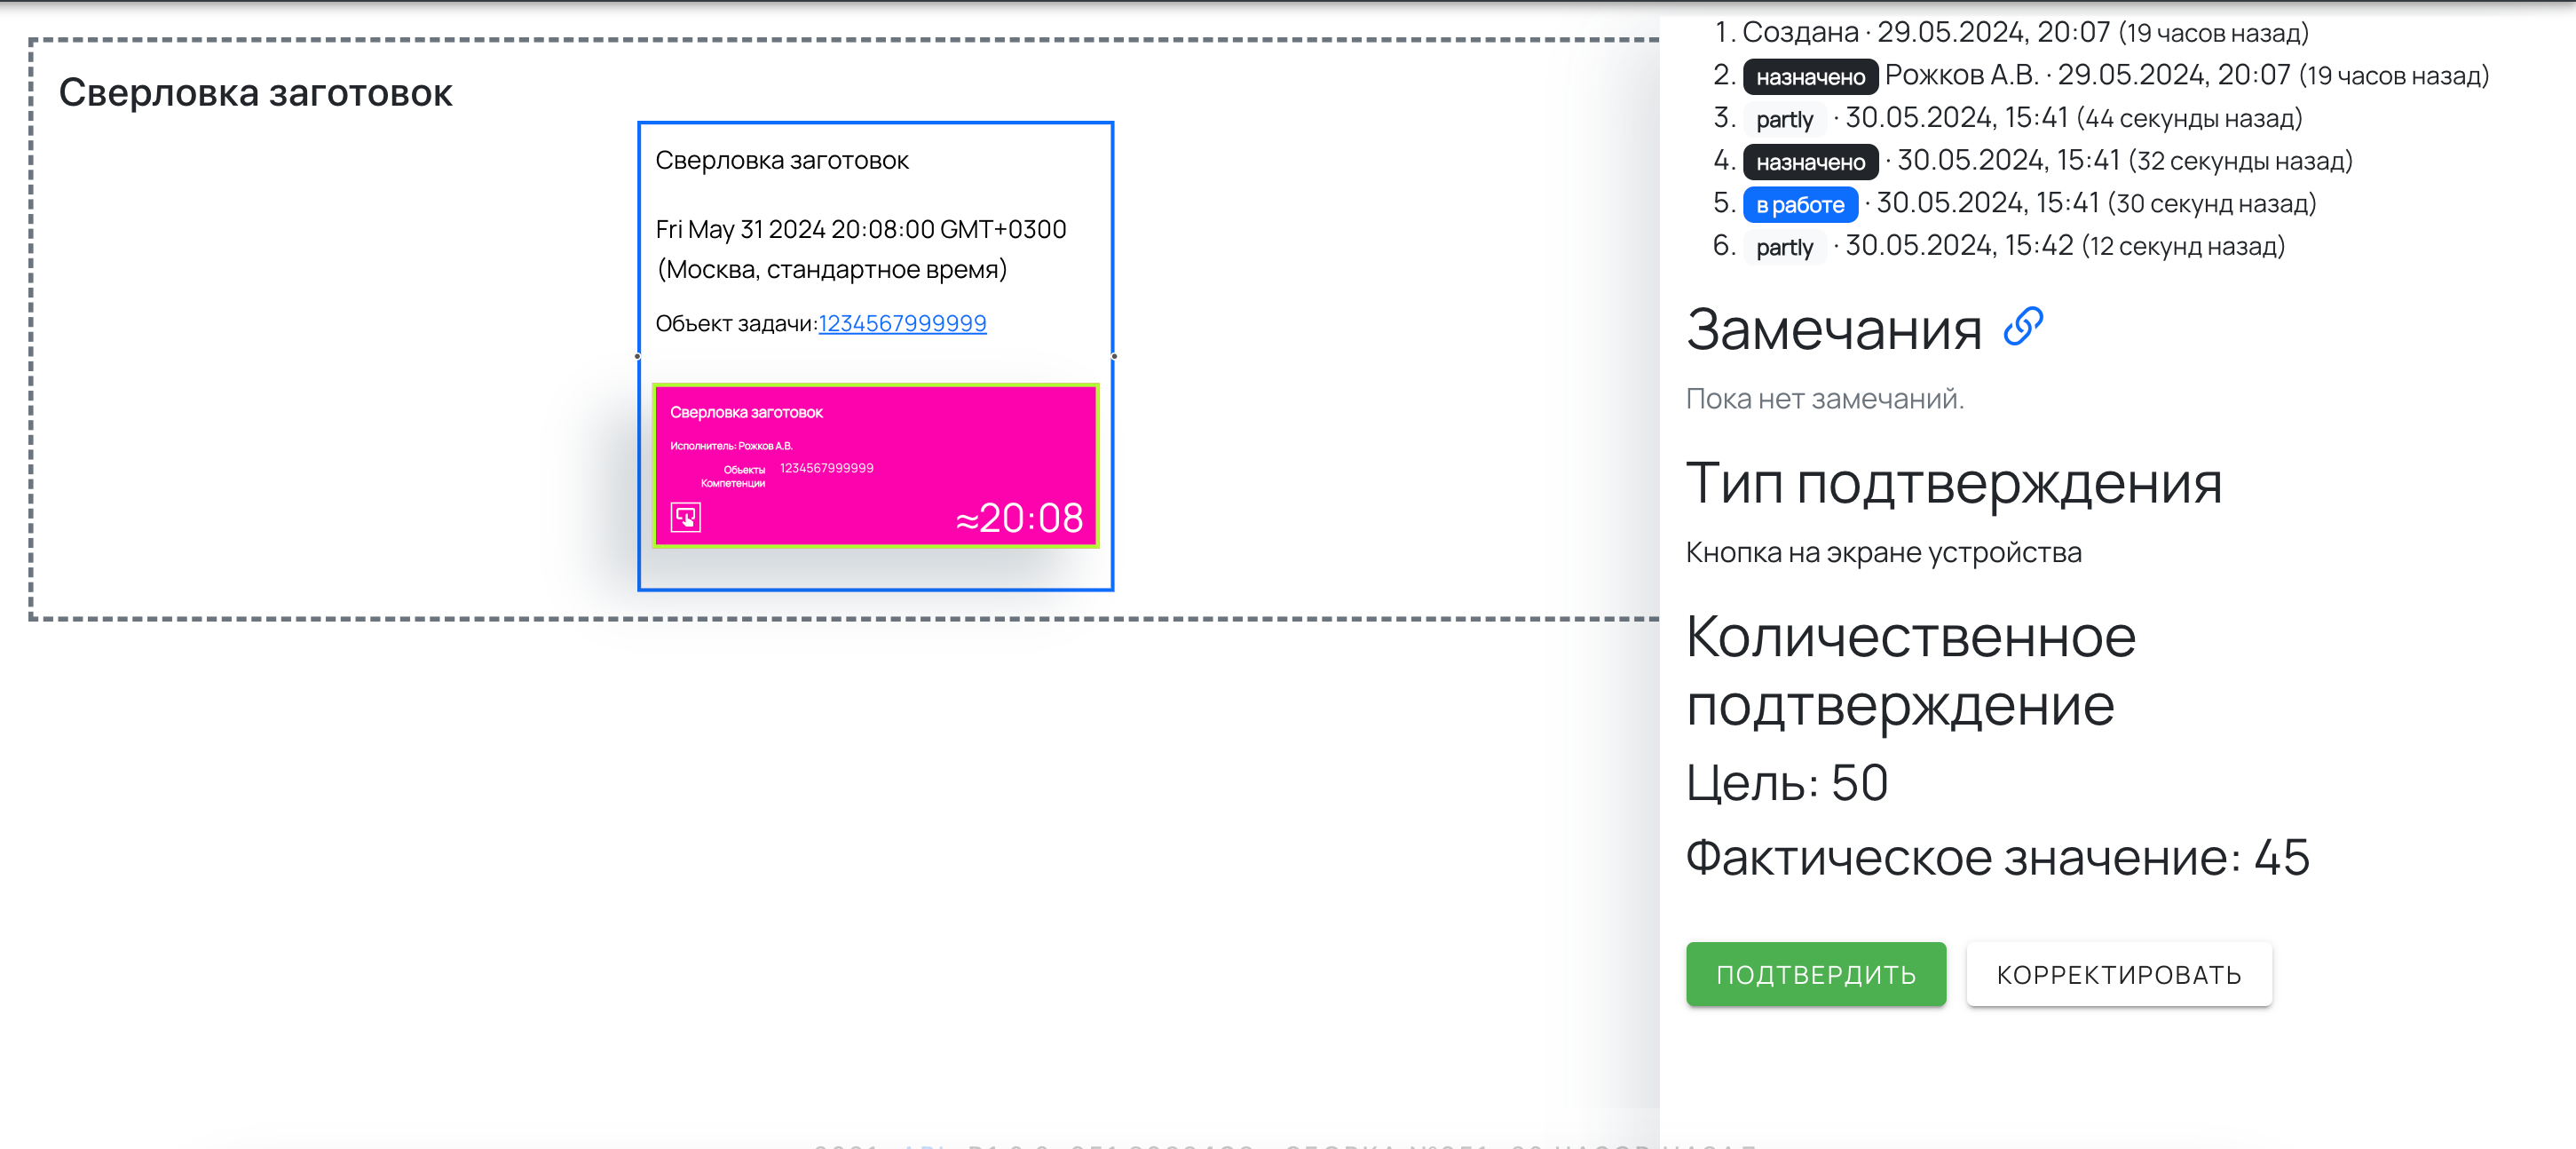 Сверловка заготовок
Сверловка заготовок
Fri May 31 2024 20:08:00 GMT+0300
(Москва, стандартное время)
Объект задачи:1234567999999
Сверловка заготовок
Исполнитель: Рожков А.В.
Объекты 1234567999999
Компетенции
≈20:08
1. Создана · 29.05.2024, 20:07 (19 часов назад)
2. назначено Рожков А.В. · 29.05.2024, 20:07 (19 часов назад)
3. partly · 30.05.2024, 15:41 (44 секунды назад)
4. назначено · 30.05.2024, 15:41 (32 секунды назад)
5. в работе · 30.05.2024, 15:41 (30 секунд назад)
6. partly · 30.05.2024, 15:42 (12 секунд назад)
Замечания
Пока нет замечаний.
Тип подтверждения
Кнопка на экране устройства
Количественное
подтверждение
Цель: 50
Фактическое значение: 45
ПОДТВЕРДИТЬ
КОРРЕКТИРОВАТЬ